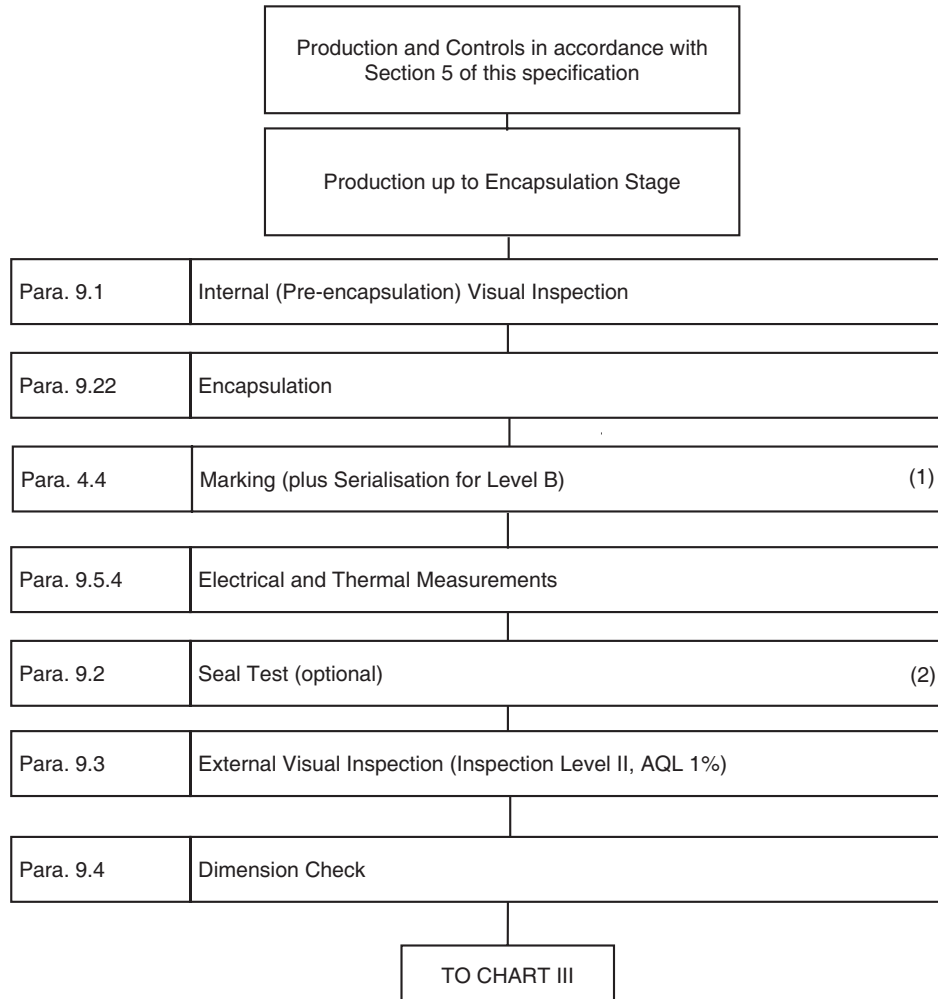 Production and Controls in accordance with
Section 5 of this specification
Production up to Encapsulation Stage
Para. 9.1 Internal (Pre-encapsulation) Visual Inspection
Para. 9.22 Encapsulation
Para. 4.4 Marking (plus Serialisation for Level B) (1)
Para. 9.5.4 Electrical and Thermal Measurements
Para. 9.2 Seal Test (optional) (2)
Para. 9.3 External Visual Inspection (Inspection Level II, AQL 1%)
Para. 9.4 Dimension Check
TO CHART III